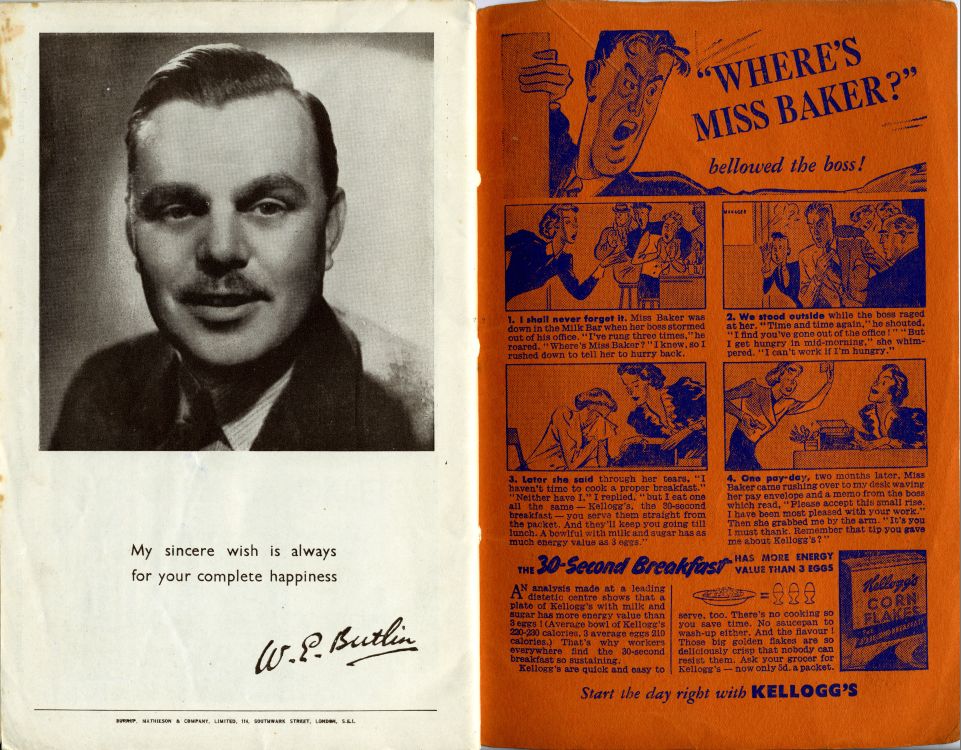 My sincere wish is always
for your complete happiness
W. E. Butlin
BURRUP, MATHIESON & COMPANY, LIMITED, 114, SOUTHWARK STREET, LONDON, S.E.1.
"WHERE'S
MISS BAKER?"
bellowed the boss!
MANAGER
1. I shall never forget it. Miss Baker was
down in the Milk Bar when her boss stormed
out of his office. "I've rung three times," he
roared. "Where's Miss Baker?" I knew, so I
rushed down to tell her to hurry back.
2. We stood outside while the boss raged
at her. "Time and time again," he shouted,
"I find you've gone out of the office!" "But
I get hungry in mid-morning," she whim-
pered. "I can't work if I'm hungry."
3. Later she said through her tears, "I
haven't time to cook a proper breakfast."
"Neither have I," I replied, "but I eat one
all the same — Kellogg's, the 30-second
breakfast — you serve them straight from
the packet. And they'll keep you going till
lunch. A bowlful with milk and sugar has as
much energy value as 3 eggs."
4. One pay-day, two months later, Miss
Baker came rushing over to my desk waving
her pay envelope and a memo from the boss
which read, "Please accept this small rise.
I have been most pleased with your work."
Then she grabbed me by the arm. "It's you
I must thank. Remember that tip you gave
me about Kellogg's?"
THE 30-Second Breakfast HAS MORE ENERGY
VALUE THAN 3 EGGS
AN analysis made at a leading
dietetic centre shows that a
plate of Kellogg's with milk and
sugar has more energy value than
3 eggs! (Average bowl of Kellogg's
220-230 calories, 3 average eggs 210
calories.) That's why workers
everywhere find the 30-second
breakfast so sustaining.
Kellogg's are quick and easy to
=
serve, too. There's no cooking so
you save time. No saucepan to
wash-up either. And the flavour!
Those big golden flakes are so
deliciously crisp that nobody can
resist them. Ask your grocer for
Kellogg's — now only 5d. a packet.
Kellogg's
CORN
FLAKES
THE
30-SECOND BREAKFAST
Start the day right with KELLOGG'S